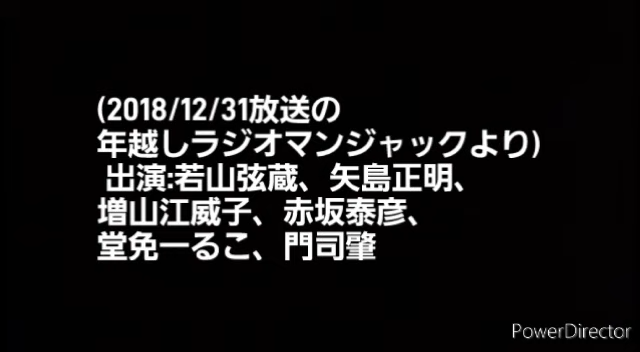 (2018/12/31放送の
年越しラジオマンジャックより)
出演:若山弦蔵、矢島正明、
増山江威子、赤坂泰彦、
堂免一るこ、門司肇
PowerDirector